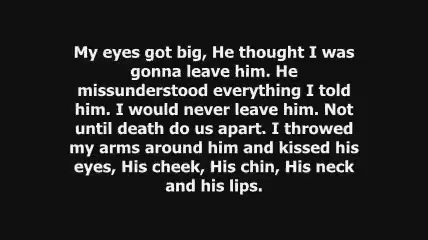 My eyes got big, He thought I was
gonna leave him. He
missunderstood everything I told
him. I would never leave him. Not
until death do us apart. I throwed
my arms around him and kissed his
eyes, His cheek, His chin, His neck
and his lips.